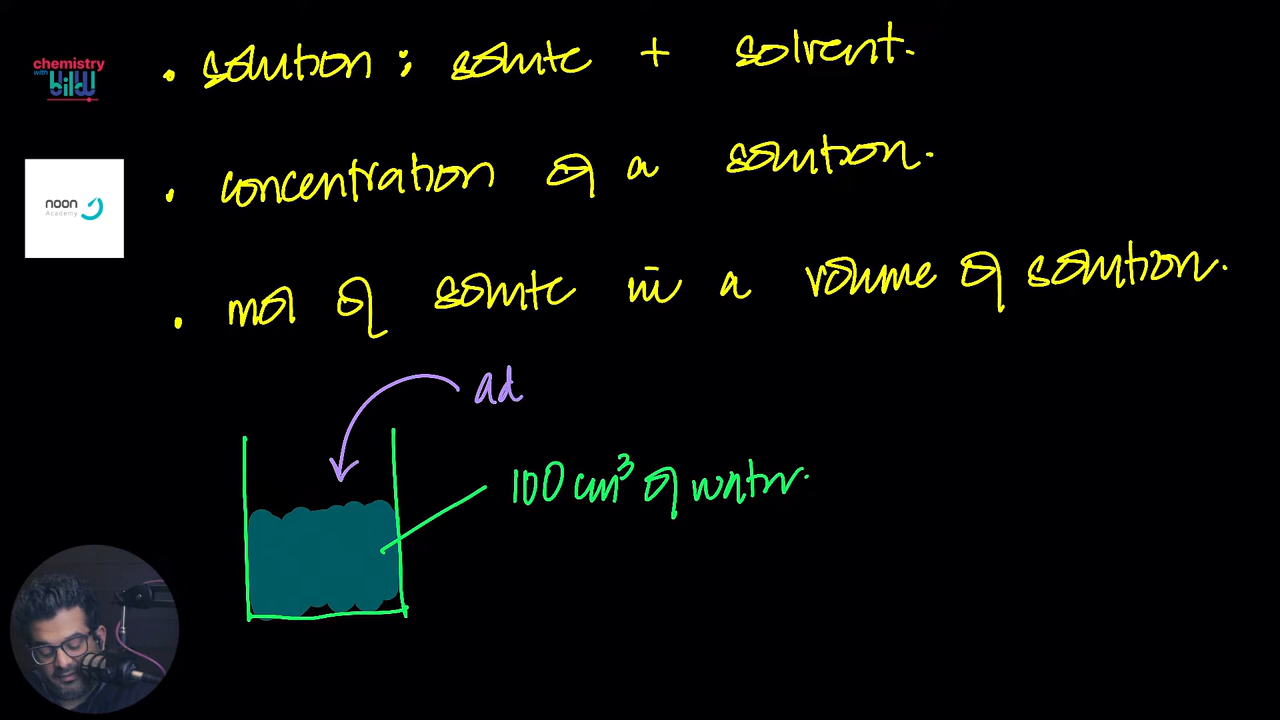 • solution : solute + solvent.
chemistry
with
bilal
• concentration of a solution.
noon
Academy
• mol of solute in a volume of solution.
ad
100 cm³ of water.